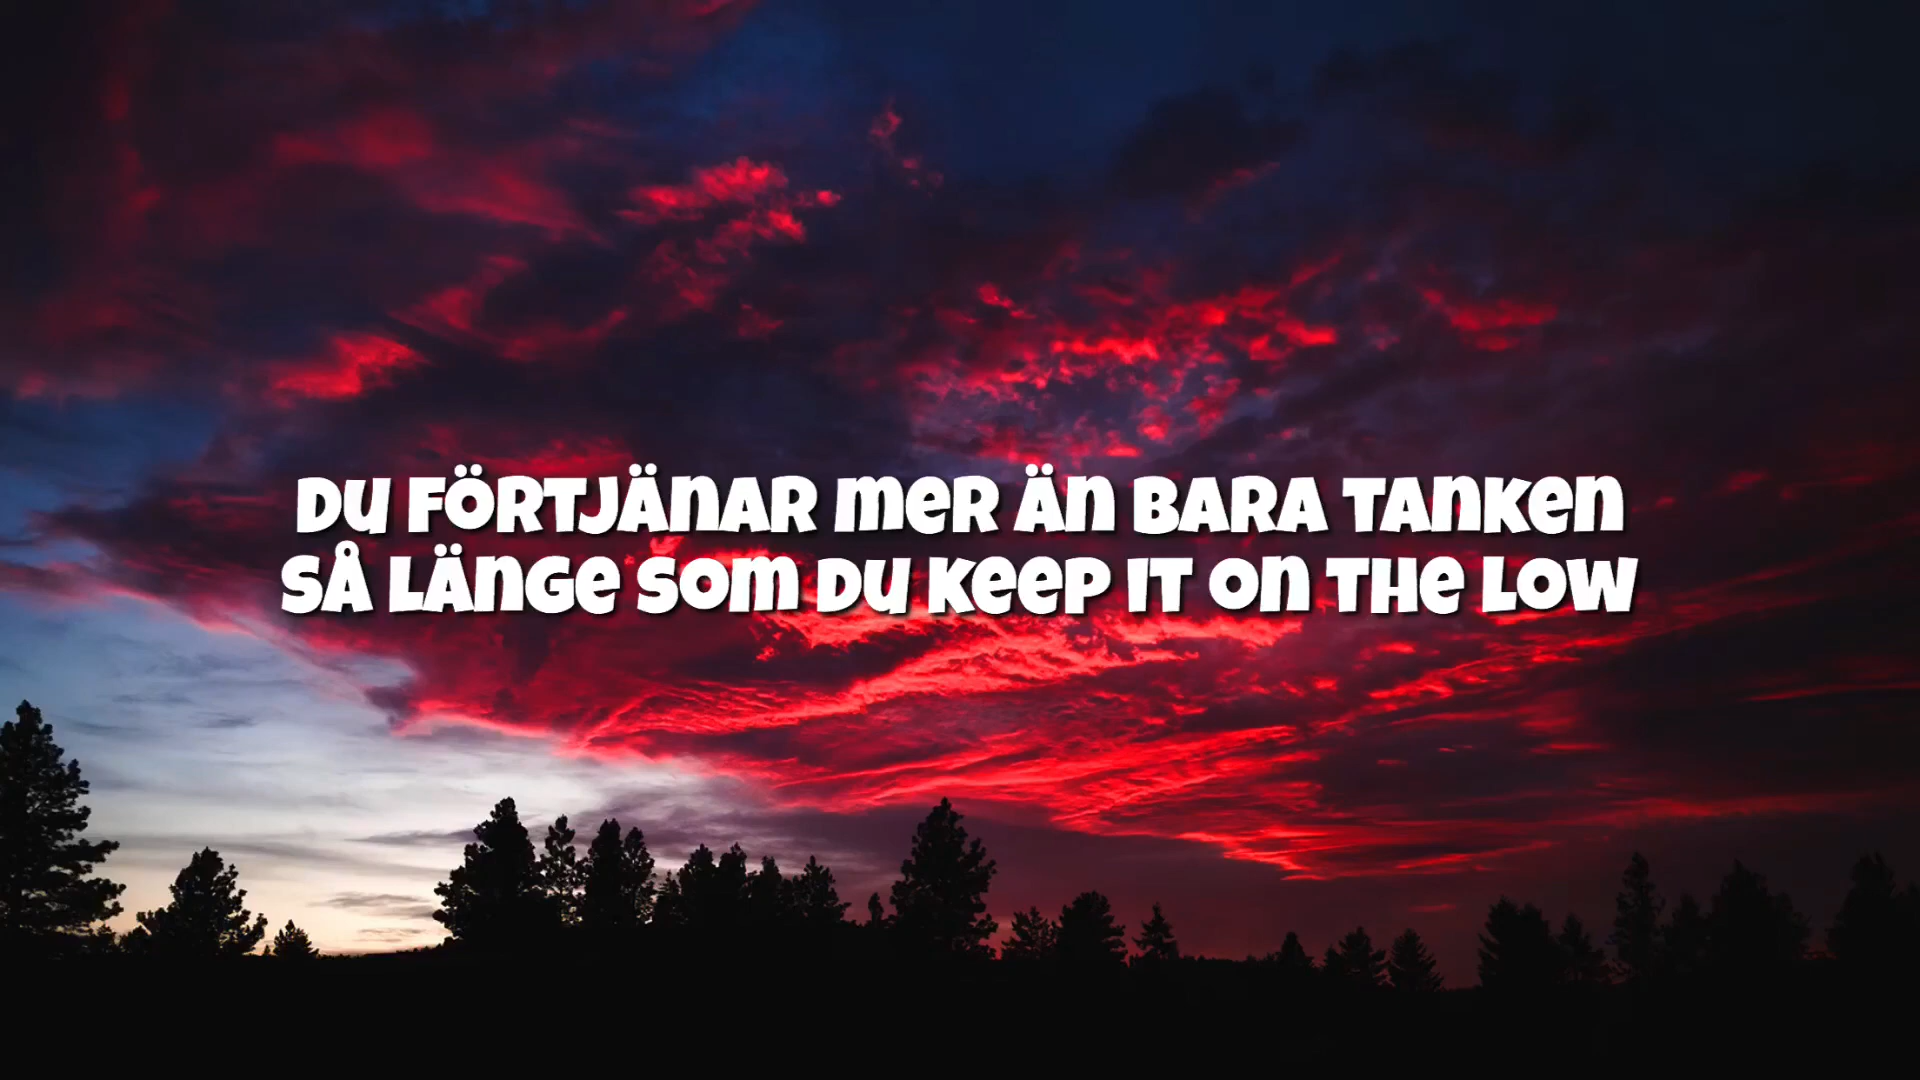 Du förtjänar mer än bara tanken
Så länge som du keep it on the low